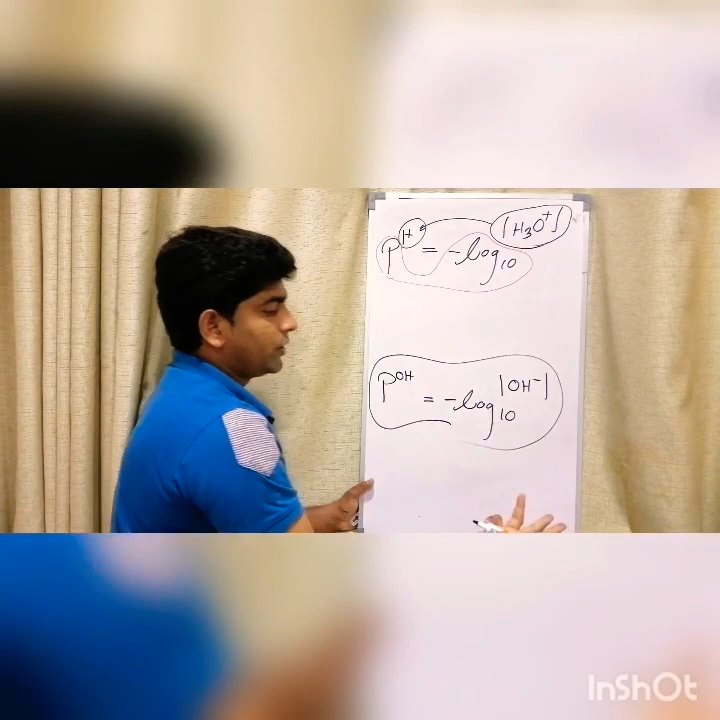 pH = -log10 [H3O+]
pOH = -log10 [OH-]
InShOt